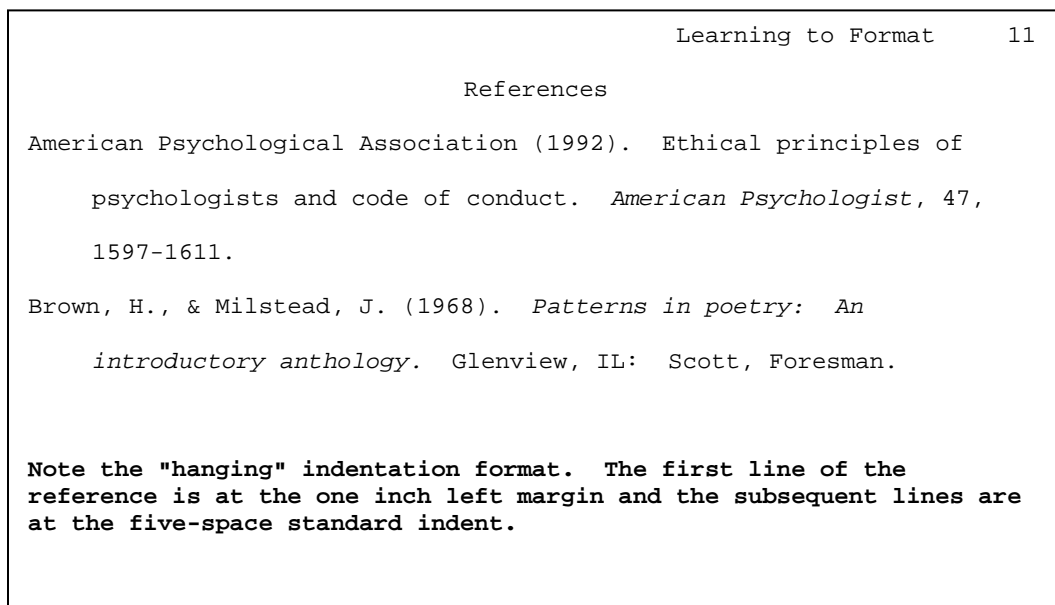 Learning to Format 11
References
American Psychological Association (1992). Ethical principles of
psychologists and code of conduct. American Psychologist, 47,
1597-1611.
Brown, H., & Milstead, J. (1968). Patterns in poetry: An
introductory anthology. Glenview, IL: Scott, Foresman.
Note the "hanging" indentation format. The first line of the
reference is at the one inch left margin and the subsequent lines are
at the five-space standard indent.